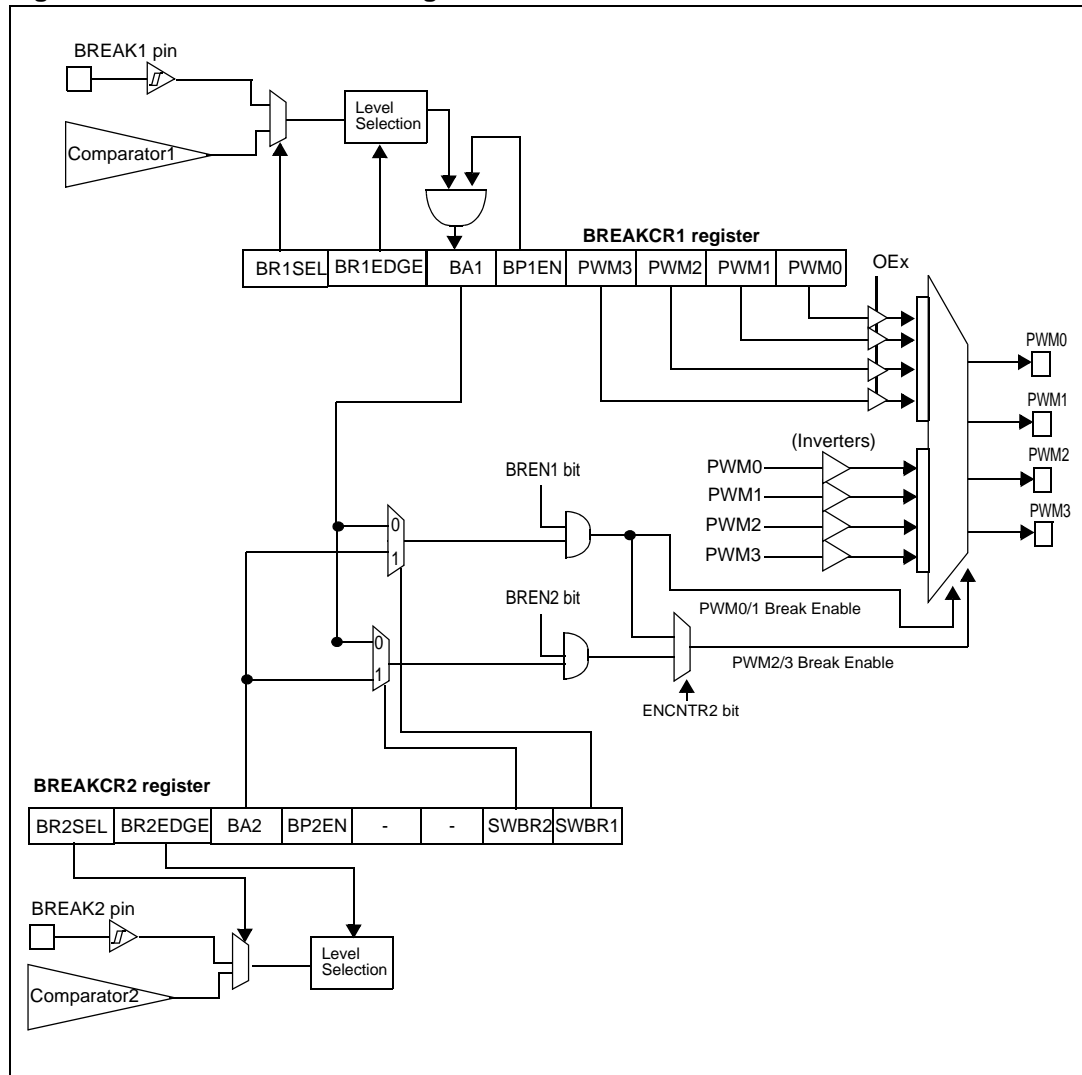 BREAK1 pin
Comparator1
Level
Selection
BREAKCR1 register
BR1SEL BR1EDGE BA1 BP1EN PWM3 PWM2 PWM1 PWM0
OEx
PWM0
PWM1
PWM2
PWM3
(Inverters)
PWM0
PWM1
PWM2
PWM3
BREN1 bit
0
1
PWM0/1 Break Enable
BREN2 bit
0
1
PWM2/3 Break Enable
ENCNTR2 bit
BREAKCR2 register
BR2SEL BR2EDGE BA2 BP2EN - - SWBR2 SWBR1
BREAK2 pin
Comparator2
Level
Selection